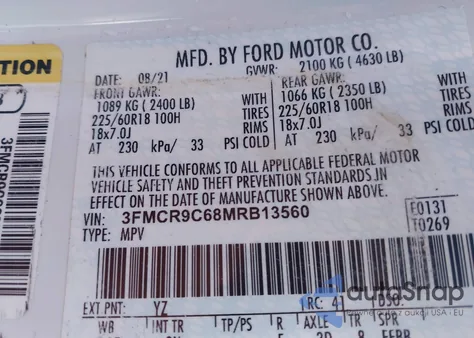 TION
MFD. BY FORD MOTOR CO.
DATE: 08/21 GVWR: 2100 KG ( 4630 LB)
FRONT GAWR: REAR GAWR:
1089 KG ( 2400 LB) WITH 1066 KG ( 2350 LB) WITH
225/60R18 100H TIRES 225/60R18 100H TIRES
18x7.0J RIMS 18x7.0J RIMS
AT 230 kPa/ 33 PSI COLD AT 230 kPa/ 33 PSI COLD
THIS VEHICLE CONFORMS TO ALL APPLICABLE FEDERAL MOTOR
VEHICLE SAFETY AND THEFT PREVENTION STANDARDS IN
EFFECT ON THE DATE OF MANUFACTURE SHOWN ABOVE.
VIN: 3FMCR9C68MRB13560 E0131
TYPE: MPV T0269
autoSnap
z aukcji USA i EU
EXT PNT: YZ RC: 41 DSO:
WB INT TR TP/PS R AXLE TR SPR